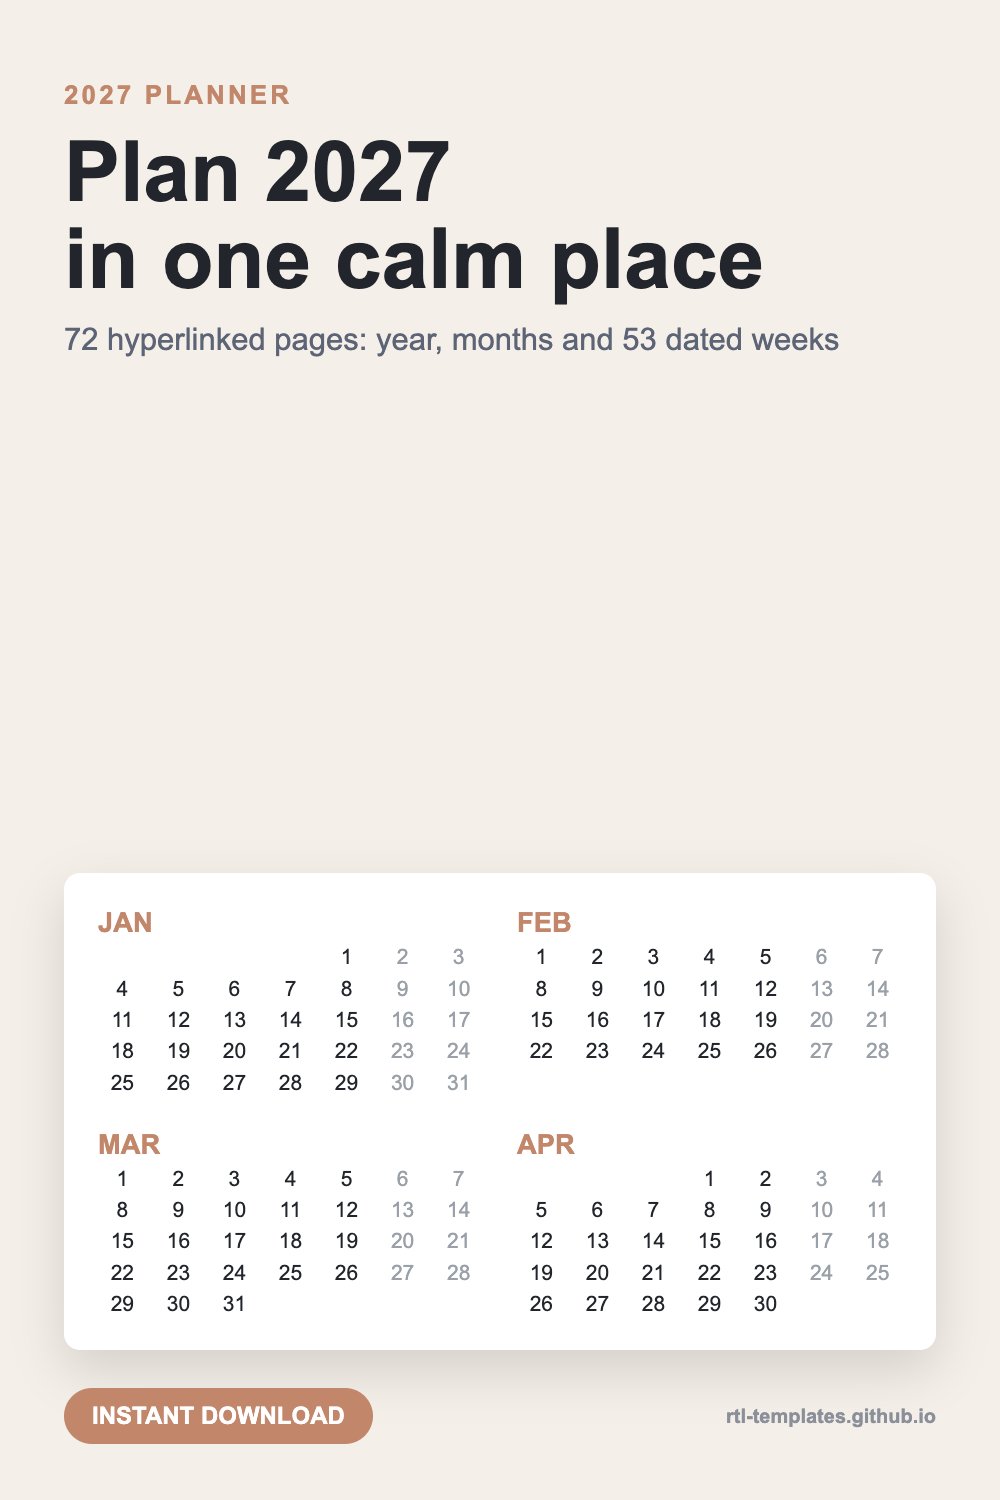 2027 PLANNER
Plan 2027
in one calm place
72 hyperlinked pages: year, months and 53 dated weeks
JAN
1 2 3
4 5 6 7 8 9 10
11 12 13 14 15 16 17
18 19 20 21 22 23 24
25 26 27 28 29 30 31
FEB
1 2 3 4 5 6 7
8 9 10 11 12 13 14
15 16 17 18 19 20 21
22 23 24 25 26 27 28
MAR
1 2 3 4 5 6 7
8 9 10 11 12 13 14
15 16 17 18 19 20 21
22 23 24 25 26 27 28
29 30 31
APR
1 2 3 4
5 6 7 8 9 10 11
12 13 14 15 16 17 18
19 20 21 22 23 24 25
26 27 28 29 30
INSTANT DOWNLOAD
rtl-templates.github.io